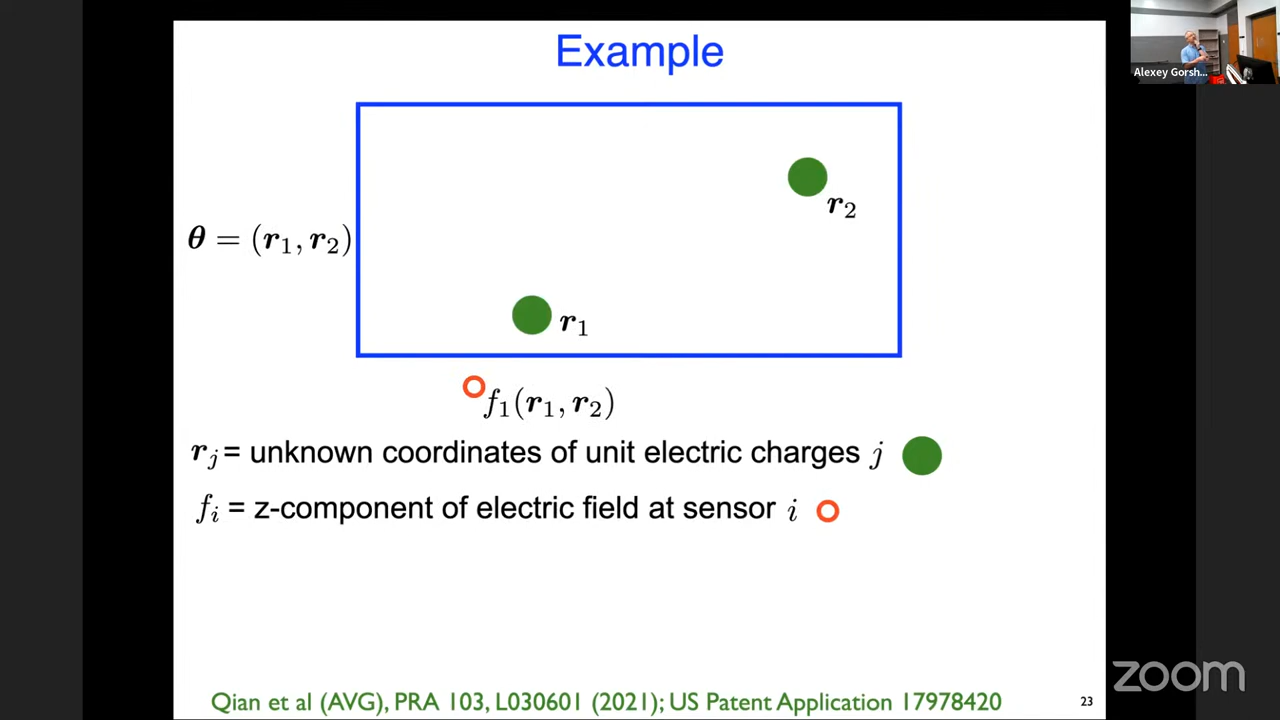 Example
Alexey Gorsh...
r₂
θ = (r₁, r₂)
r₁
f₁(r₁, r₂)
rⱼ = unknown coordinates of unit electric charges j
fᵢ = z-component of electric field at sensor i
zoom
Qian et al (AVG), PRA 103, L030601 (2021); US Patent Application 17978420
23